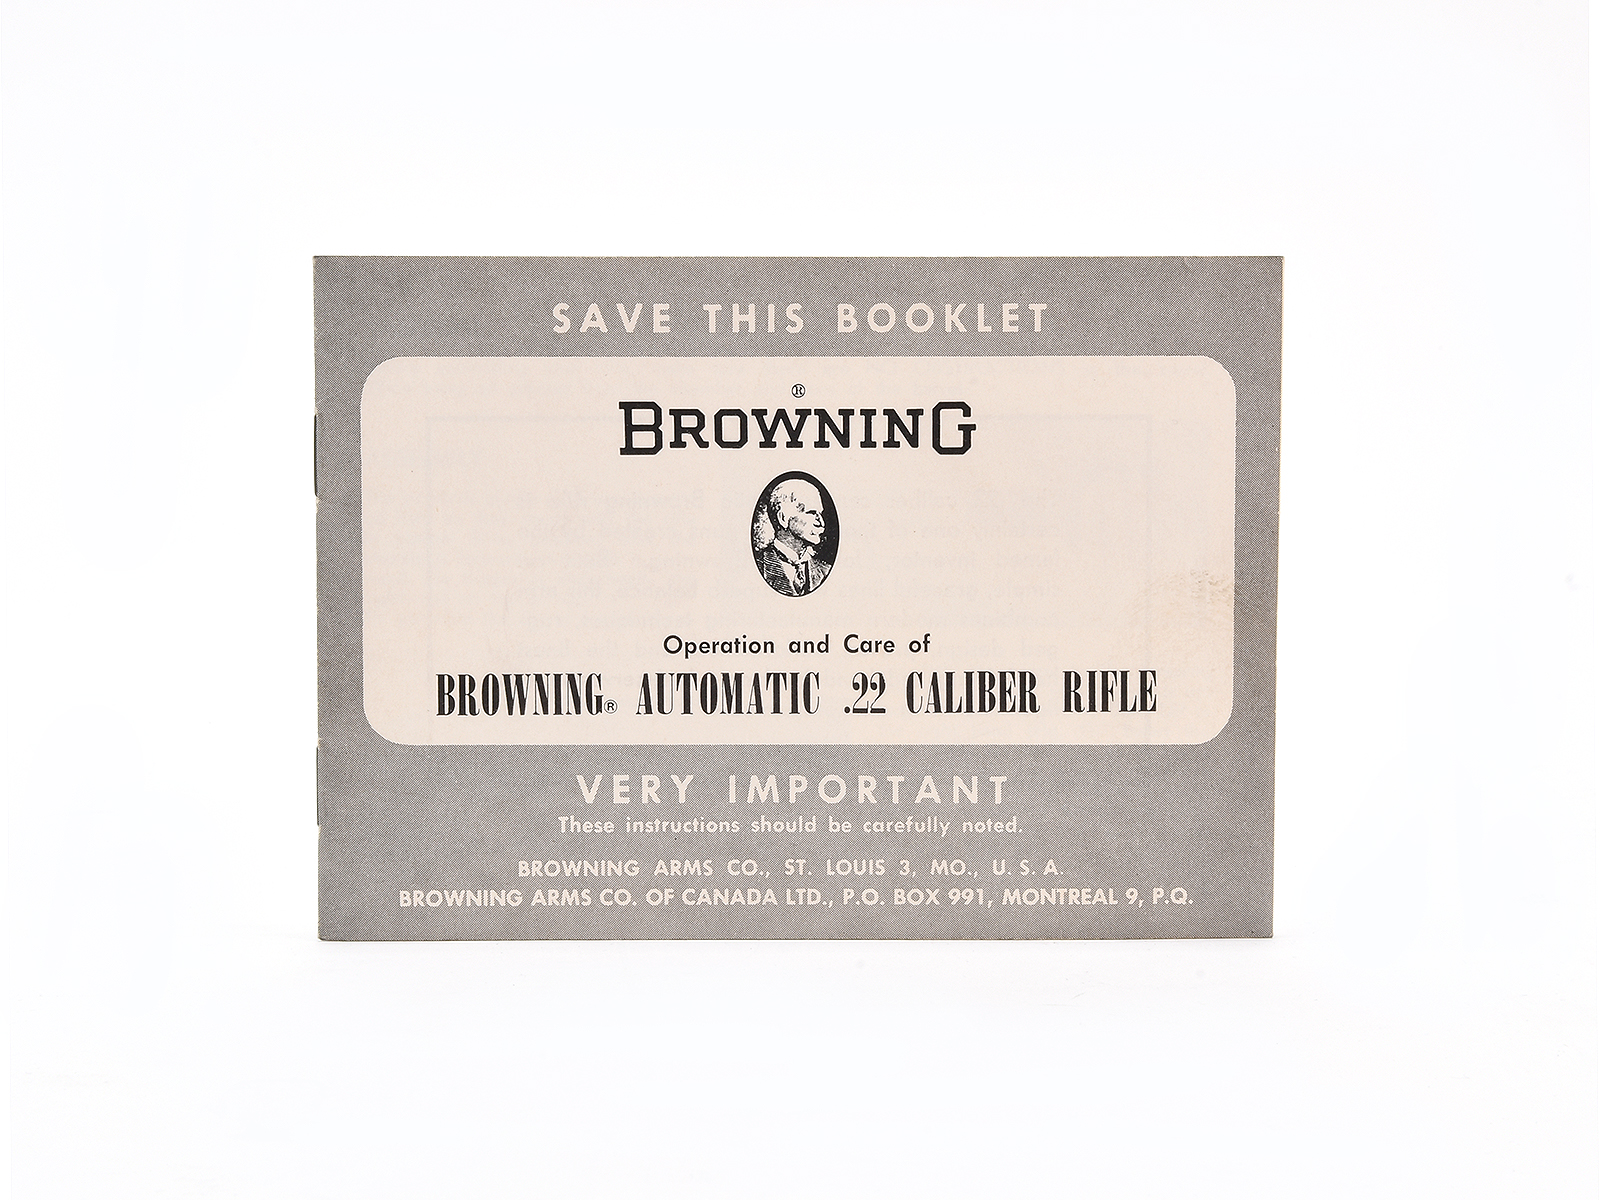 SAVE THIS BOOKLET
BROWNING®
Operation and Care of
BROWNING® AUTOMATIC .22 CALIBER RIFLE
VERY IMPORTANT
These instructions should be carefully noted.
BROWNING ARMS CO., ST. LOUIS 3, MO., U. S. A.
BROWNING ARMS CO. OF CANADA LTD., P.O. BOX 991, MONTREAL 9, P.Q.